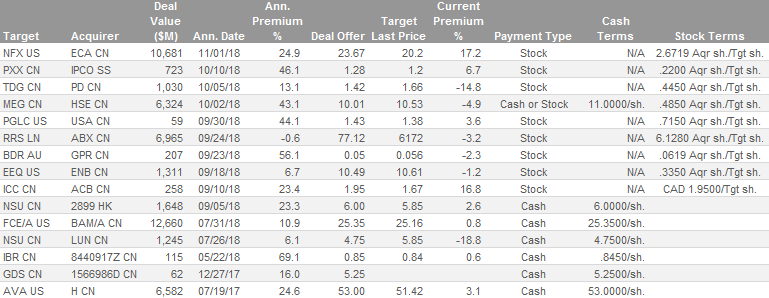 Deal Ann. Target Current
Value Premium Last Price Premium Cash
Target Acquirer ($M) Ann. Date % Deal Offer % Payment Type Terms Stock Terms
NFX US ECA CN 10,681 11/01/18 24.9 23.67 20.2 17.2 Stock N/A 2.6719 Aqr sh./Tgt sh.
PXX CN IPCO SS 723 10/10/18 46.1 1.28 1.2 6.7 Stock N/A .2200 Aqr sh./Tgt sh.
TDG CN PD CN 1,030 10/05/18 13.1 1.42 1.66 -14.8 Stock N/A .4450 Aqr sh./Tgt sh.
MEG CN HSE CN 6,324 10/02/18 43.1 10.01 10.53 -4.9 Cash or Stock 11.0000/sh. .4850 Aqr sh./Tgt sh.
PGLC US USA CN 59 09/30/18 44.1 1.43 1.38 3.6 Stock N/A .7150 Aqr sh./Tgt sh.
RRS LN ABX CN 6,965 09/24/18 -0.6 77.12 6172 -3.2 Stock N/A 6.1280 Aqr sh./Tgt sh.
BDR AU GPR CN 207 09/23/18 56.1 0.05 0.056 -2.3 Stock N/A .0619 Aqr sh./Tgt sh.
EEQ US ENB CN 1,311 09/18/18 6.7 10.49 10.61 -1.2 Stock N/A .3350 Aqr sh./Tgt sh.
ICC CN ACB CN 258 09/10/18 23.4 1.95 1.67 16.8 Stock N/A CAD 1.9500/Tgt sh.
NSU CN 2899 HK 1,648 09/05/18 23.3 6.00 5.85 2.6 Cash 6.0000/sh.
FCE/A US BAM/A CN 12,660 07/31/18 10.9 25.35 25.16 0.8 Cash 25.3500/sh.
NSU CN LUN CN 1,245 07/26/18 6.1 4.75 5.85 -18.8 Cash 4.7500/sh.
IBR CN 8440917Z CN 115 05/22/18 69.1 0.85 0.84 0.6 Cash .8450/sh.
GDS CN 1566986D CN 62 12/27/17 16.0 5.25 Cash 5.2500/sh.
AVA US H CN 6,582 07/19/17 24.6 53.00 51.42 3.1 Cash 53.0000/sh.